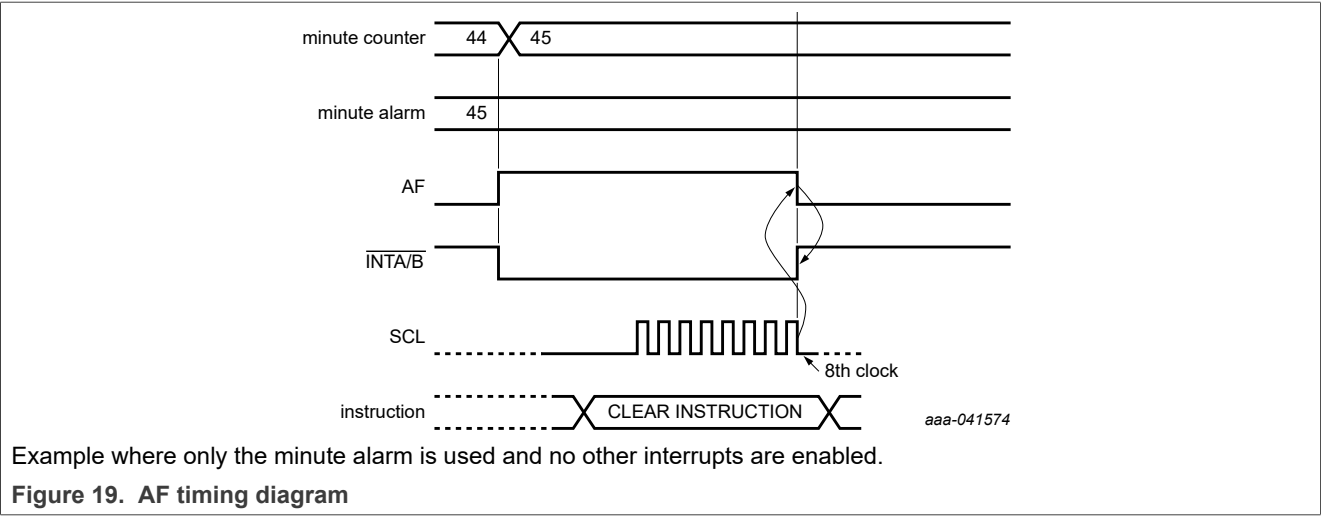 minute counter 44 45
minute alarm 45
AF
INTA/B
SCL
8th clock
instruction CLEAR INSTRUCTION
aaa-041574
Example where only the minute alarm is used and no other interrupts are enabled.
Figure 19. AF timing diagram